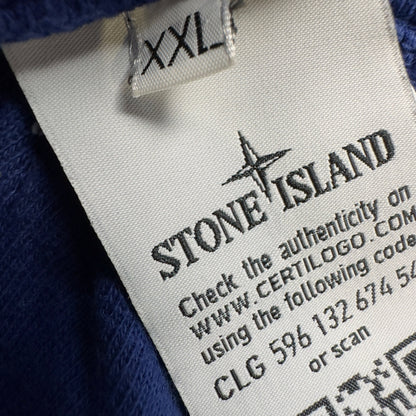 XXL
STONE ISLAND
Check the authenticity on
WWW.CERTILOGO.COM
using the following code
CLG 596 132 674 5
or scan